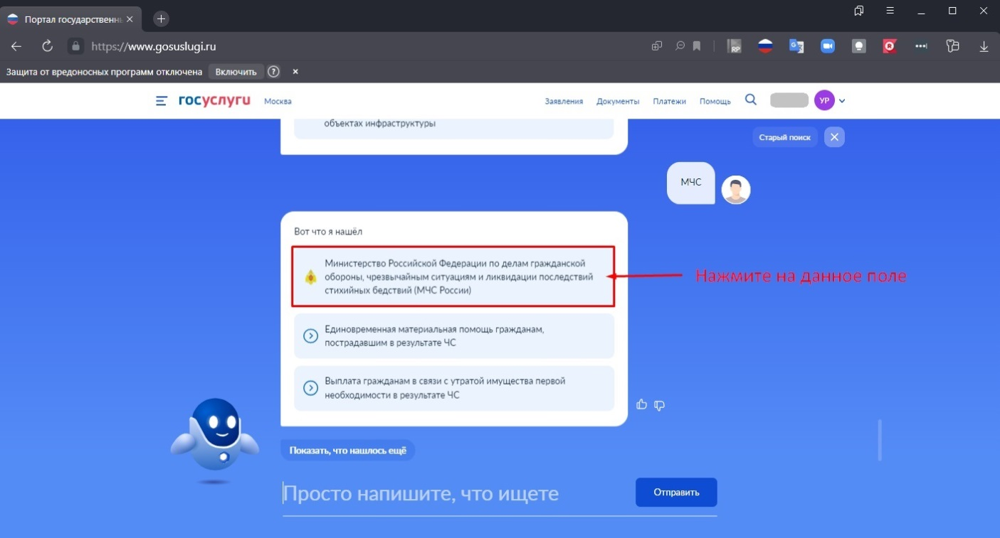 Портал государственны
https://www.gosuslugi.ru
RP
Защита от вредоносных программ отключена Включить ? ×
госуслуги Москва Заявления Документы Платежи Помощь УР
объектах инфраструктуры
Старый поиск
МЧС
Вот что я нашёл
Министерство Российской Федерации по делам гражданской
обороны, чрезвычайным ситуациям и ликвидации последствий
стихийных бедствий (МЧС России)
Нажмите на данное поле
Единовременная материальная помощь гражданам,
пострадавшим в результате ЧС
Выплата гражданам в связи с утратой имущества первой
необходимости в результате ЧС
Показать, что нашлось ещё
Просто напишите, что ищете
Отправить